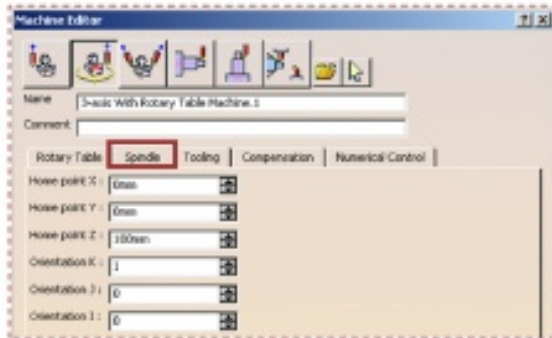 Machine Editor
Name 3-axis With Rotary Table Machine.1
Comment:
Rotary Table Spindle Tooling Compensation Numerical Control
Home point X : 0mm
Home point Y : 0mm
Home point Z : 100mm
Orientation K : 1
Orientation J : 0
Orientation I : 0